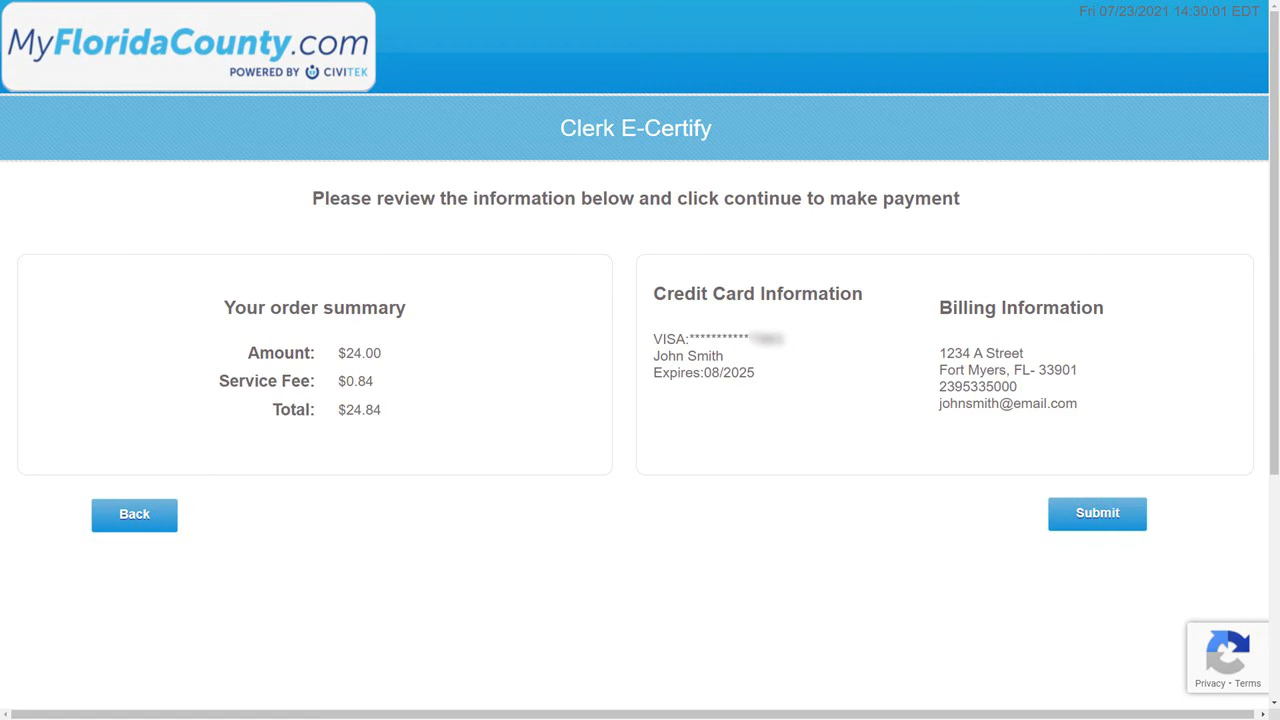 Fri 07/23/2021 14:30:01 EDT
MyFloridaCounty.com
POWERED BY CIVITEK
Clerk E-Certify
Please review the information below and click continue to make payment
Your order summary
Amount: $24.00
Service Fee: $0.84
Total: $24.84
Credit Card Information
VISA:***********
John Smith
Expires:08/2025
Billing Information
1234 A Street
Fort Myers, FL- 33901
2395335000
johnsmith@email.com
Back
Submit
Privacy - Terms